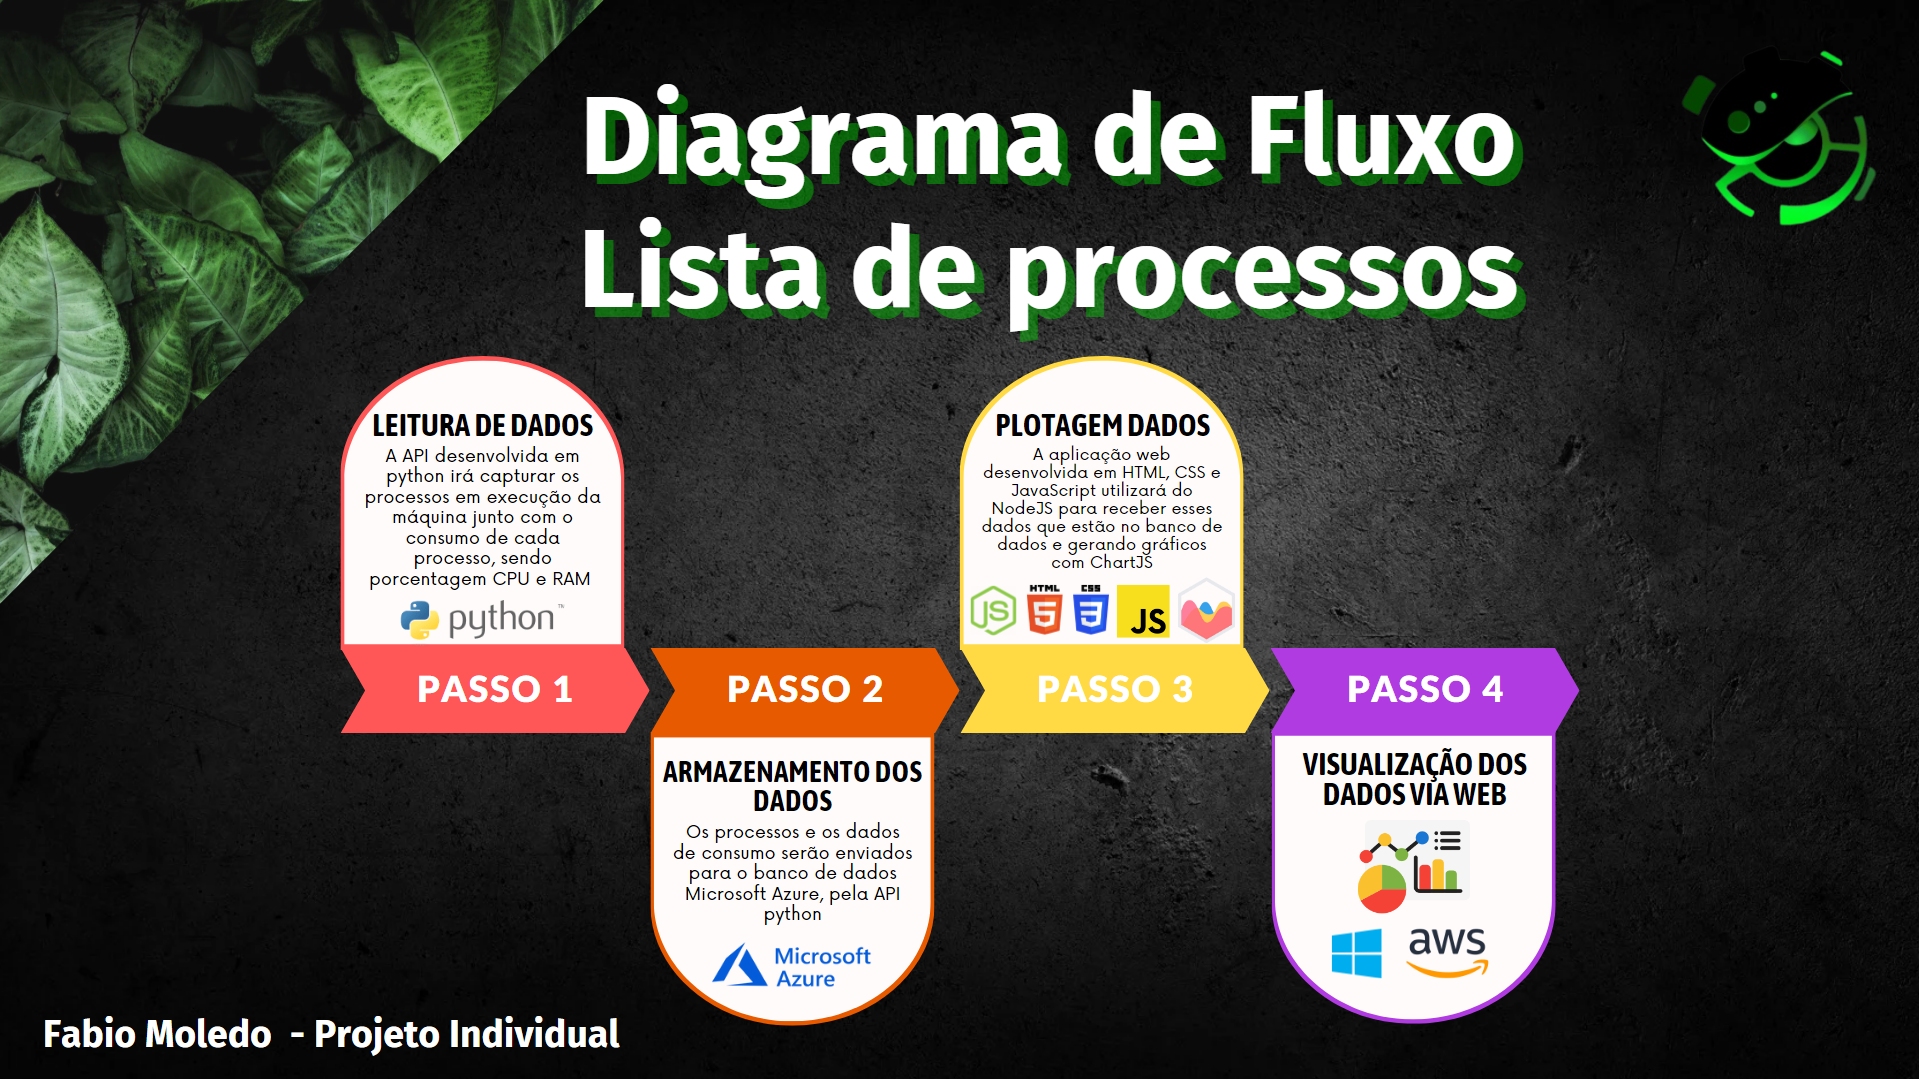 Diagrama de Fluxo
Lista de processos
LEITURA DE DADOS
A API desenvolvida em
python irá capturar os
processos em execução da
máquina junto com o
consumo de cada
processo, sendo
porcentagem CPU e RAM
python™
PASSO 1
PASSO 2
ARMAZENAMENTO DOS
DADOS
Os processos e os dados
de consumo serão enviados
para o banco de dados
Microsoft Azure, pela API
python
Microsoft
Azure
PLOTAGEM DADOS
A aplicação web
desenvolvida em HTML, CSS e
JavaScript utilizará do
NodeJS para receber esses
dados que estão no banco de
dados e gerando gráficos
com ChartJS
JS
HTML
5
CSS
3
JS
PASSO 3
PASSO 4
VISUALIZAÇÃO DOS
DADOS VIA WEB
aws
Fabio Moledo - Projeto Individual